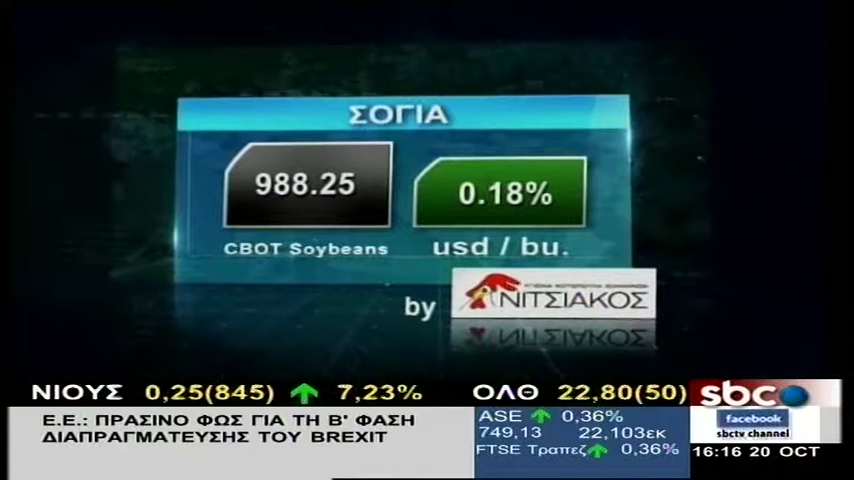 ΣΟΓΙΑ
988.25
0.18%
CBOT Soybeans
usd / bu.
by
ΝΙΤΣΙΑΚΟΣ
ΝΙΟΥΣ 0,25(845) 7,23% ΟΛΘ 22,80(50)
sbc
Ε.Ε.: ΠΡΑΣΙΝΟ ΦΩΣ ΓΙΑ ΤΗ Β' ΦΑΣΗ
ΔΙΑΠΡΑΓΜΑΤΕΥΣΗΣ ΤΟΥ BREXIT
ASE 0,36%
749,13 22,103εκ
FTSE Τραπεζ 0,36%
facebook
sbctv channel
16:16 20 OCT